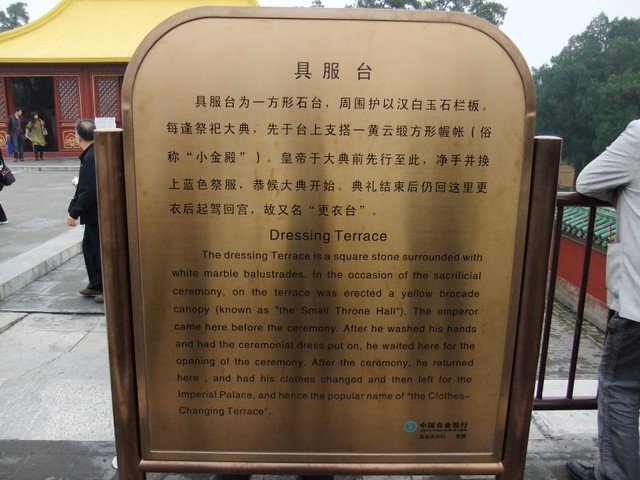 具服台
具服台为一方形石台，周围护以汉白玉石栏板。
每逢祭祀大典，先于台上支搭一黄云缎方形幄帐（俗
称“小金殿”）。皇帝于大典前先行至此，净手并换
上蓝色祭服，恭候大典开始。典礼结束后仍回这里更
衣后起驾回宫，故又名“更衣台”。
Dressing Terrace
The dressing Terrace is a square stone surrounded with
white marble balustrades. In the occasion of the sacrificial
ceremony, on the terrace was erected a yellow brocade
canopy (known as "the Small Throne Hall"). The emperor
came here before the ceremony. After he washed his hands
and had the ceremonial dress put on, he waited here for the
opening of the ceremony. After the ceremony, he returned
here , and had his clothes changed and then left for the
Imperial Palace, and hence the popular name of "the Clothes-
Changing Terrace".
中国农业银行
北京市分行 敬赠